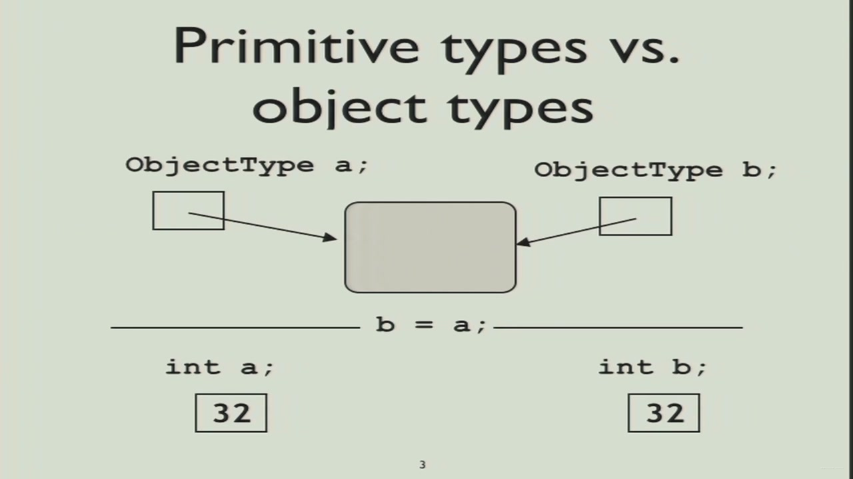 Primitive types vs.
object types
ObjectType a;
ObjectType b;
b = a;
int a;
int b;
32
32
3